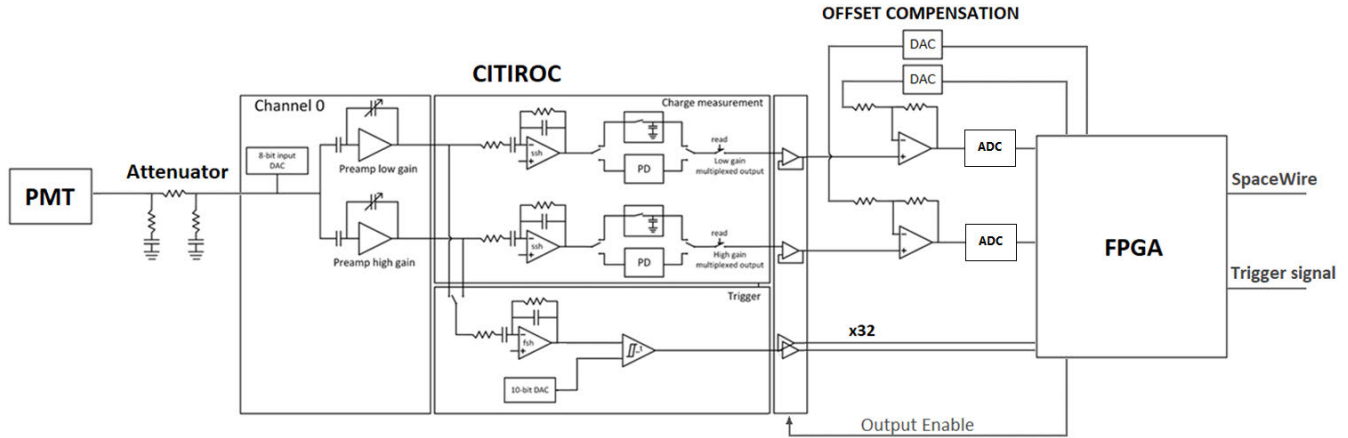 OFFSET COMPENSATION
DAC
DAC
CITIROC
Channel 0
Charge measurement
8-bit input
DAC
Attenuator
PMT
Preamp low gain
ssh
PD
read
Low gain
multiplexed output
ADC
Preamp high gain
ssh
PD
read
High gain
multiplexed output
ADC
FPGA
SpaceWire
Trigger signal
Trigger
fsh
10-bit DAC
x32
Output Enable